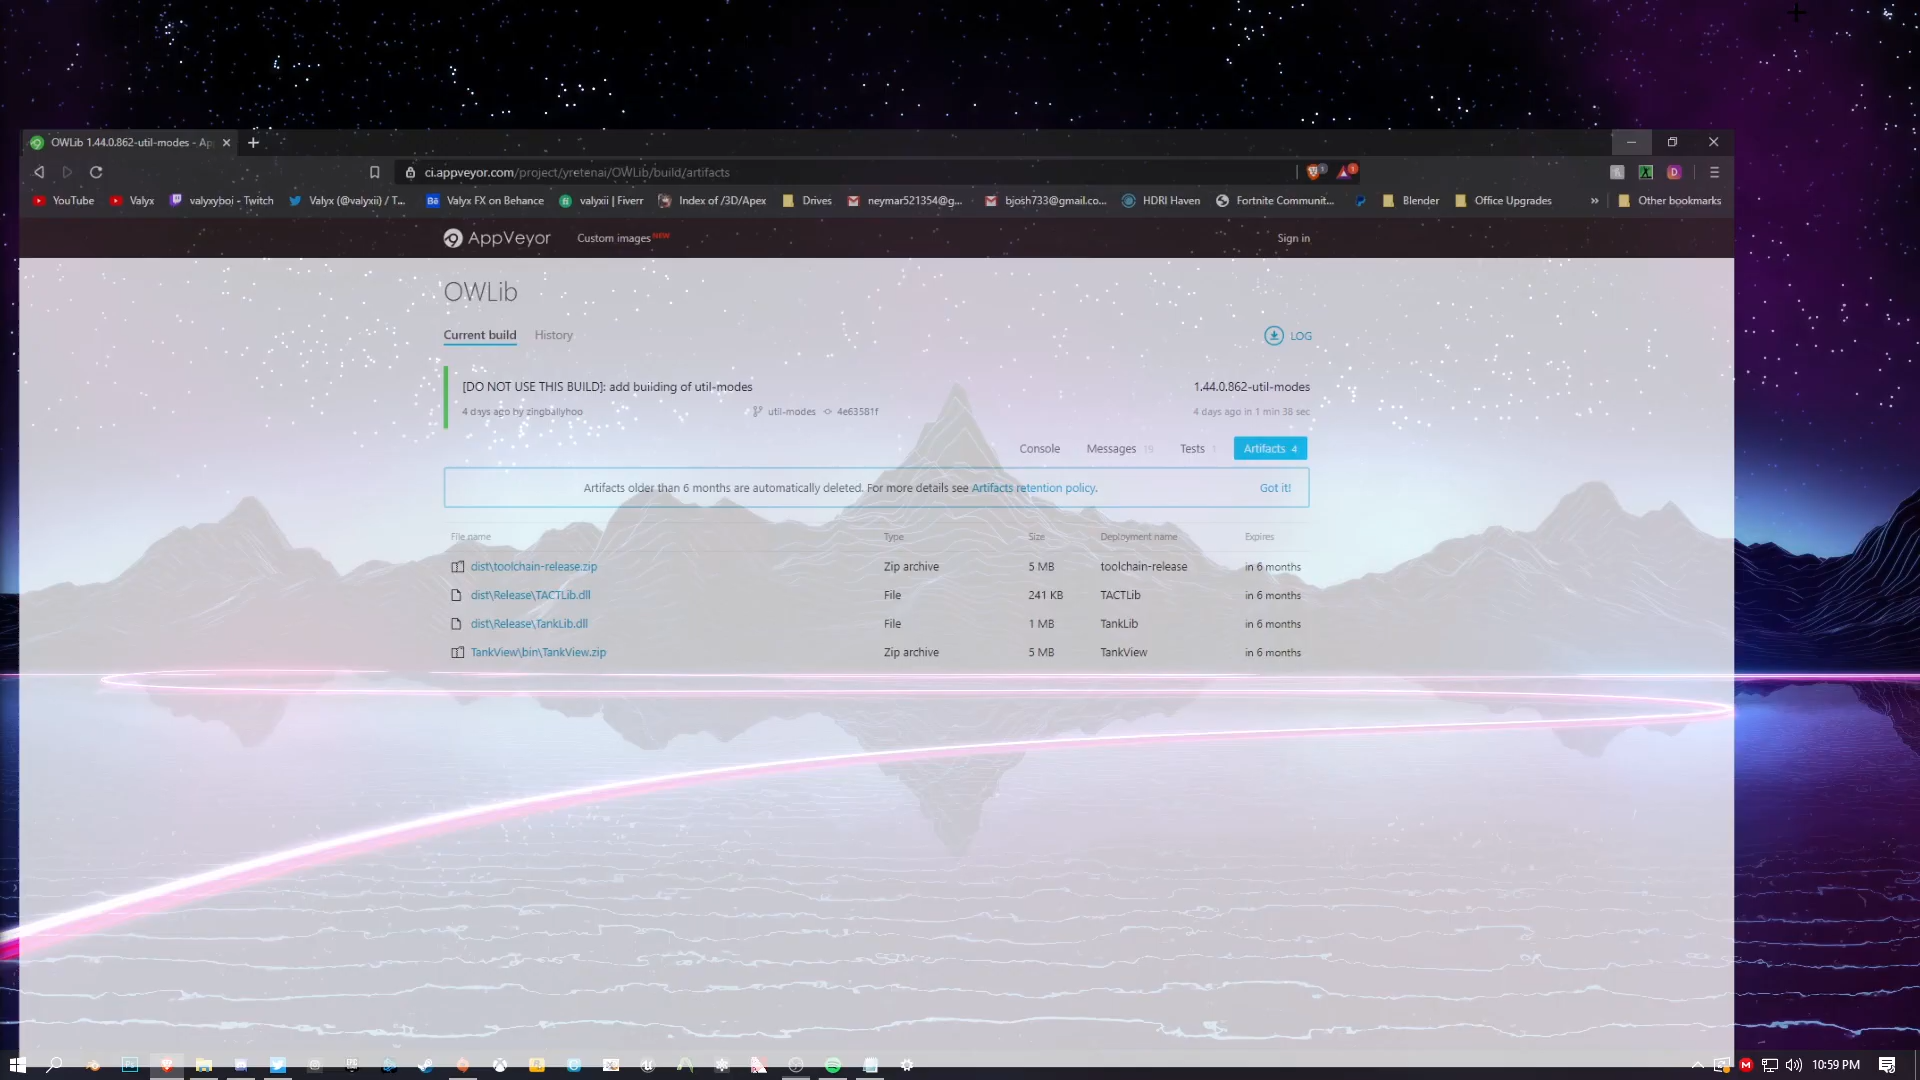 OWLib 1.44.0.862-util-modes - Ap
ci.appveyor.com/project/yretenai/OWLib/build/artifacts
YouTube Valyx valyxyboi - Twitch Valyx (@valyxii) / T... Valyx FX on Behance valyxii | Fiverr Index of /3D/Apex Drives neymar521354@g... bjosh733@gmail.co... HDRI Haven Fortnite Communit... Blender Office Upgrades » Other bookmarks
AppVeyor Custom images NEW Sign in
OWLib
Current build History LOG
[DO NOT USE THIS BUILD]: add building of util-modes 1.44.0.862-util-modes
4 days ago by zingballyhoo util-modes 4e63581f 4 days ago in 1 min 38 sec
Console Messages 19 Tests 1 Artifacts 4
Artifacts older than 6 months are automatically deleted. For more details see Artifacts retention policy. Got it!
File name Type Size Deployment name Expires
dist\toolchain-release.zip Zip archive 5 MB toolchain-release in 6 months
dist\Release\TACTLib.dll File 241 KB TACTLib in 6 months
dist\Release\TankLib.dll File 1 MB TankLib in 6 months
TankView\bin\TankView.zip Zip archive 5 MB TankView in 6 months
10:59 PM